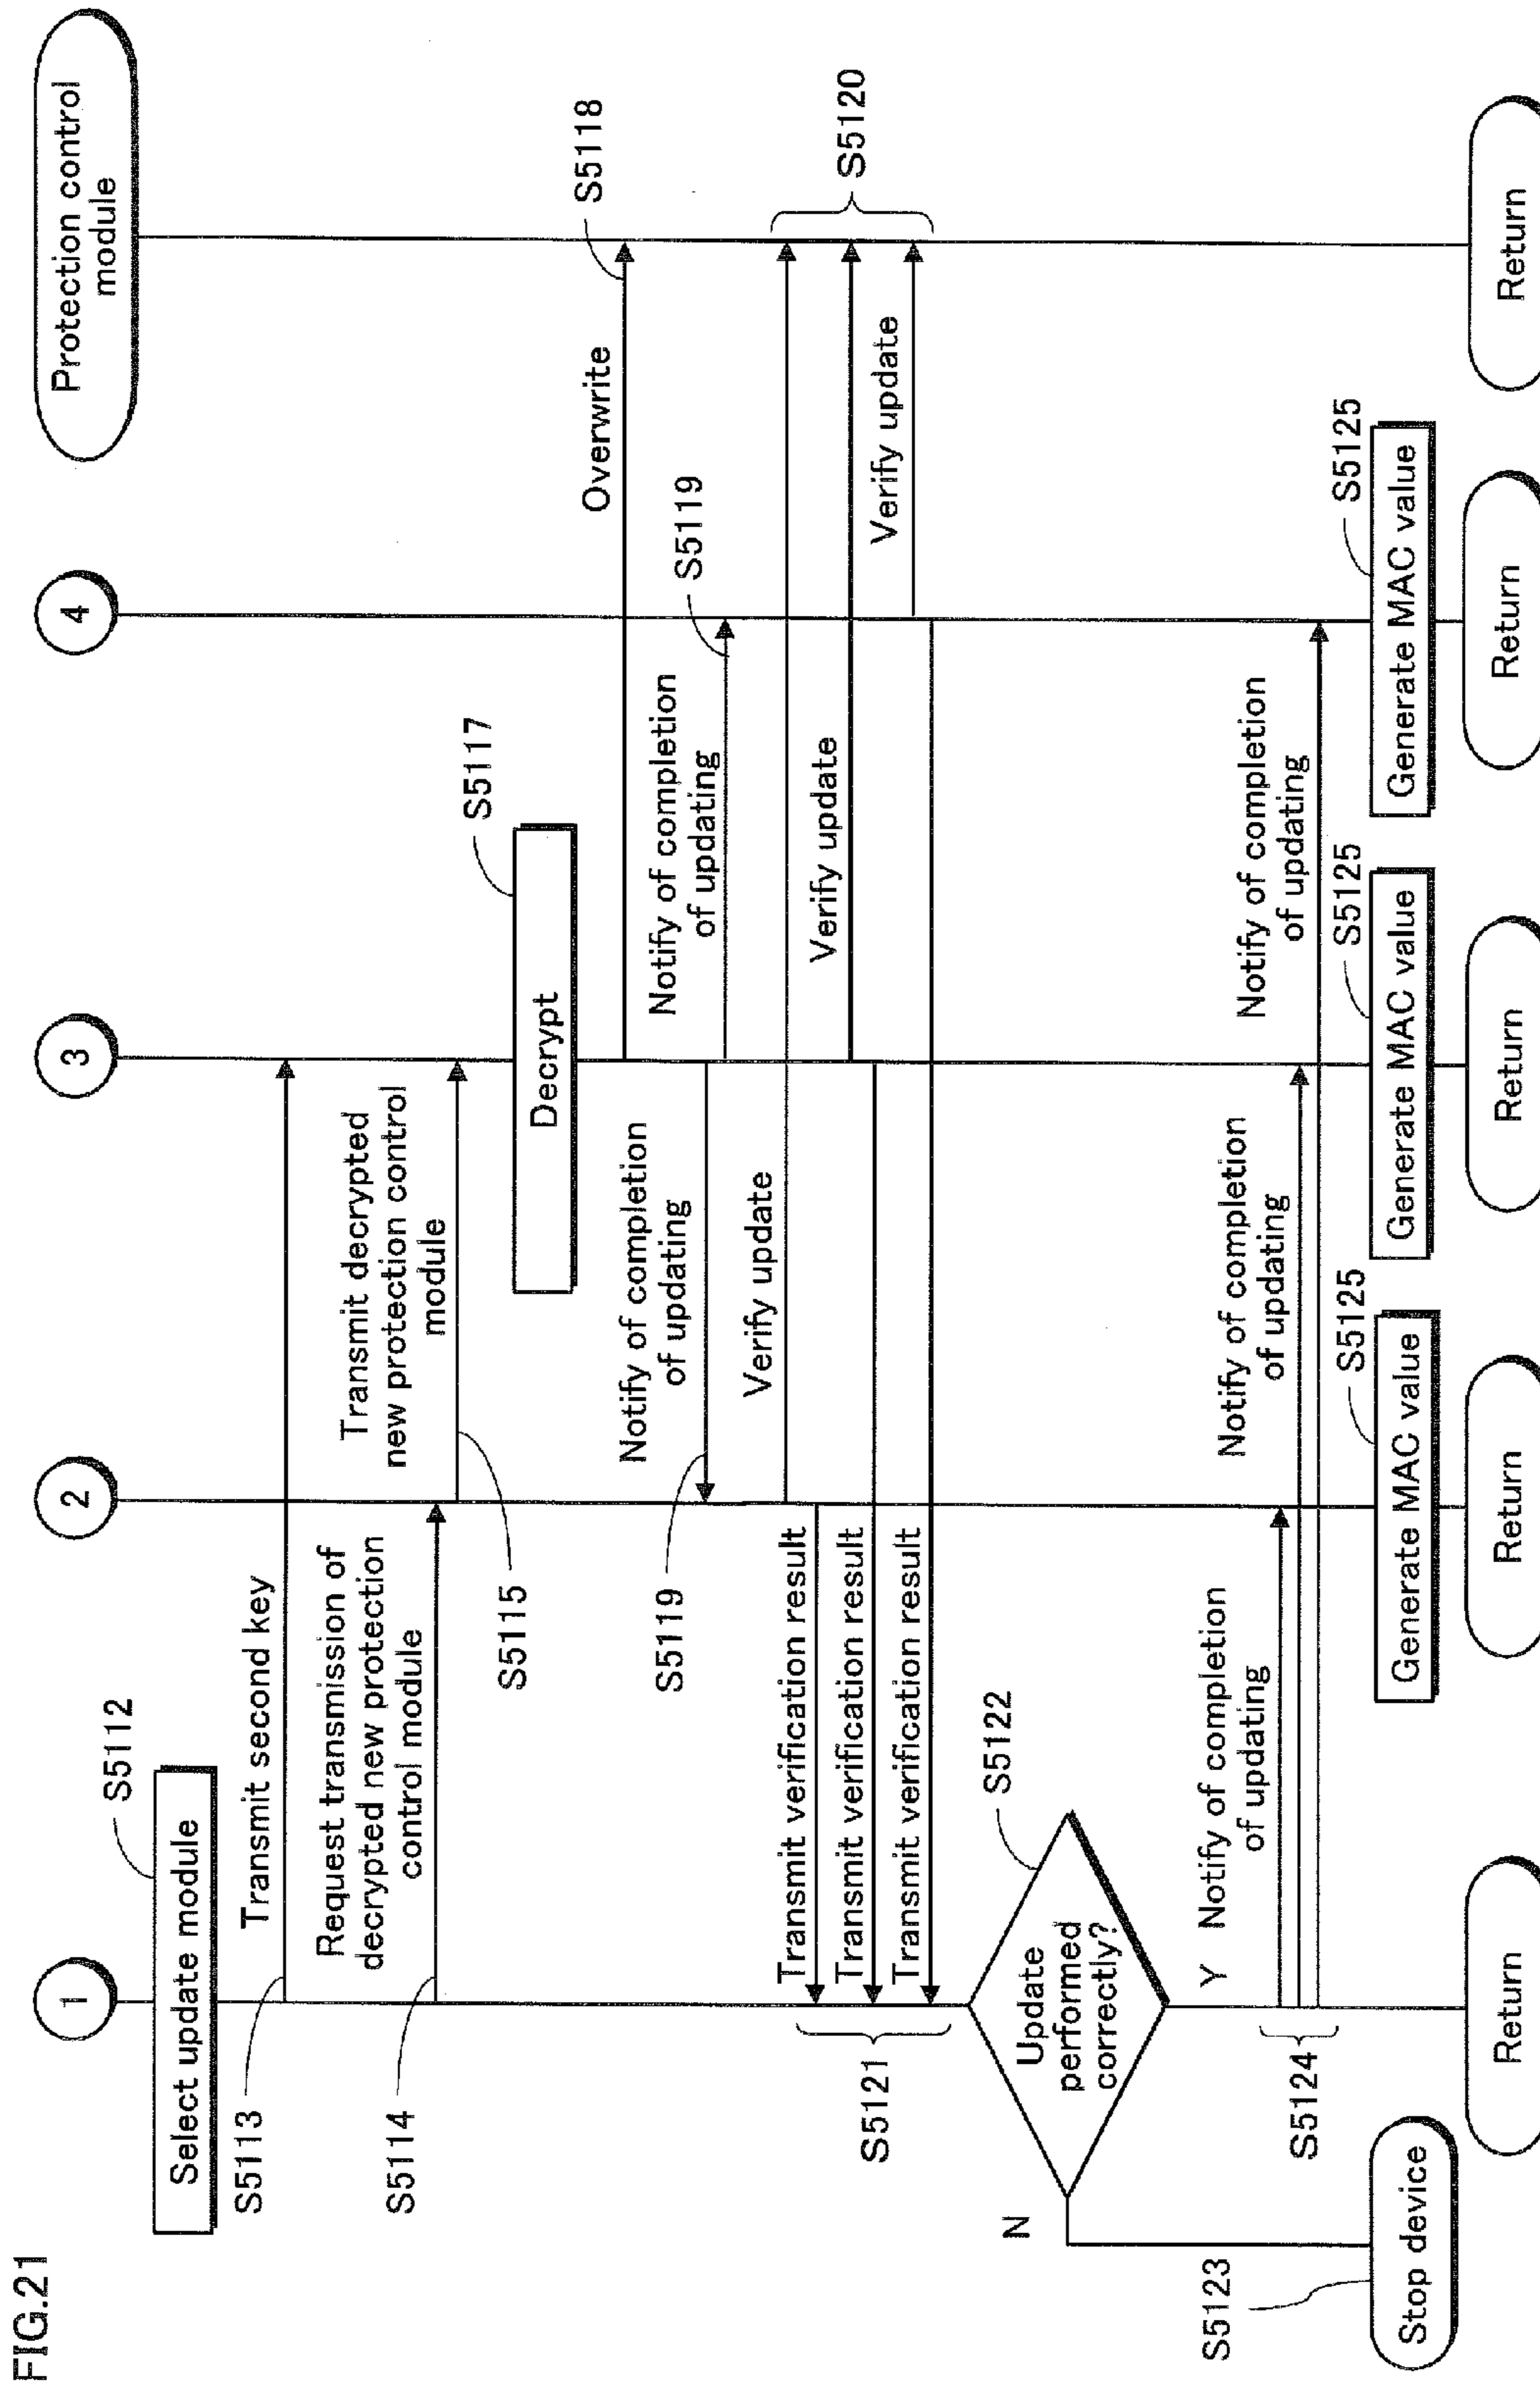 FIG.21
1
2
3
4
Protection control
module
Select update module
S5112
S5113
Transmit second key
S5114
Request transmission of
decrypted new protection
control module
S5115
Transmit decrypted
new protection control
module
S5117
Decrypt
Overwrite
S5118
S5119
Notify of completion
of updating
Notify of completion
of updating
S5119
Verify update
Verify update
Verify update
S5120
Transmit verification result
Transmit verification result
Transmit verification result
S5121
Update
performed
correctly?
S5122
N
Y
S5123
Stop device
S5124
Notify of completion
of updating
Notify of completion
of updating
Notify of completion
of updating
S5125
Generate MAC value
S5125
Generate MAC value
S5125
Generate MAC value
Return
Return
Return
Return
Return